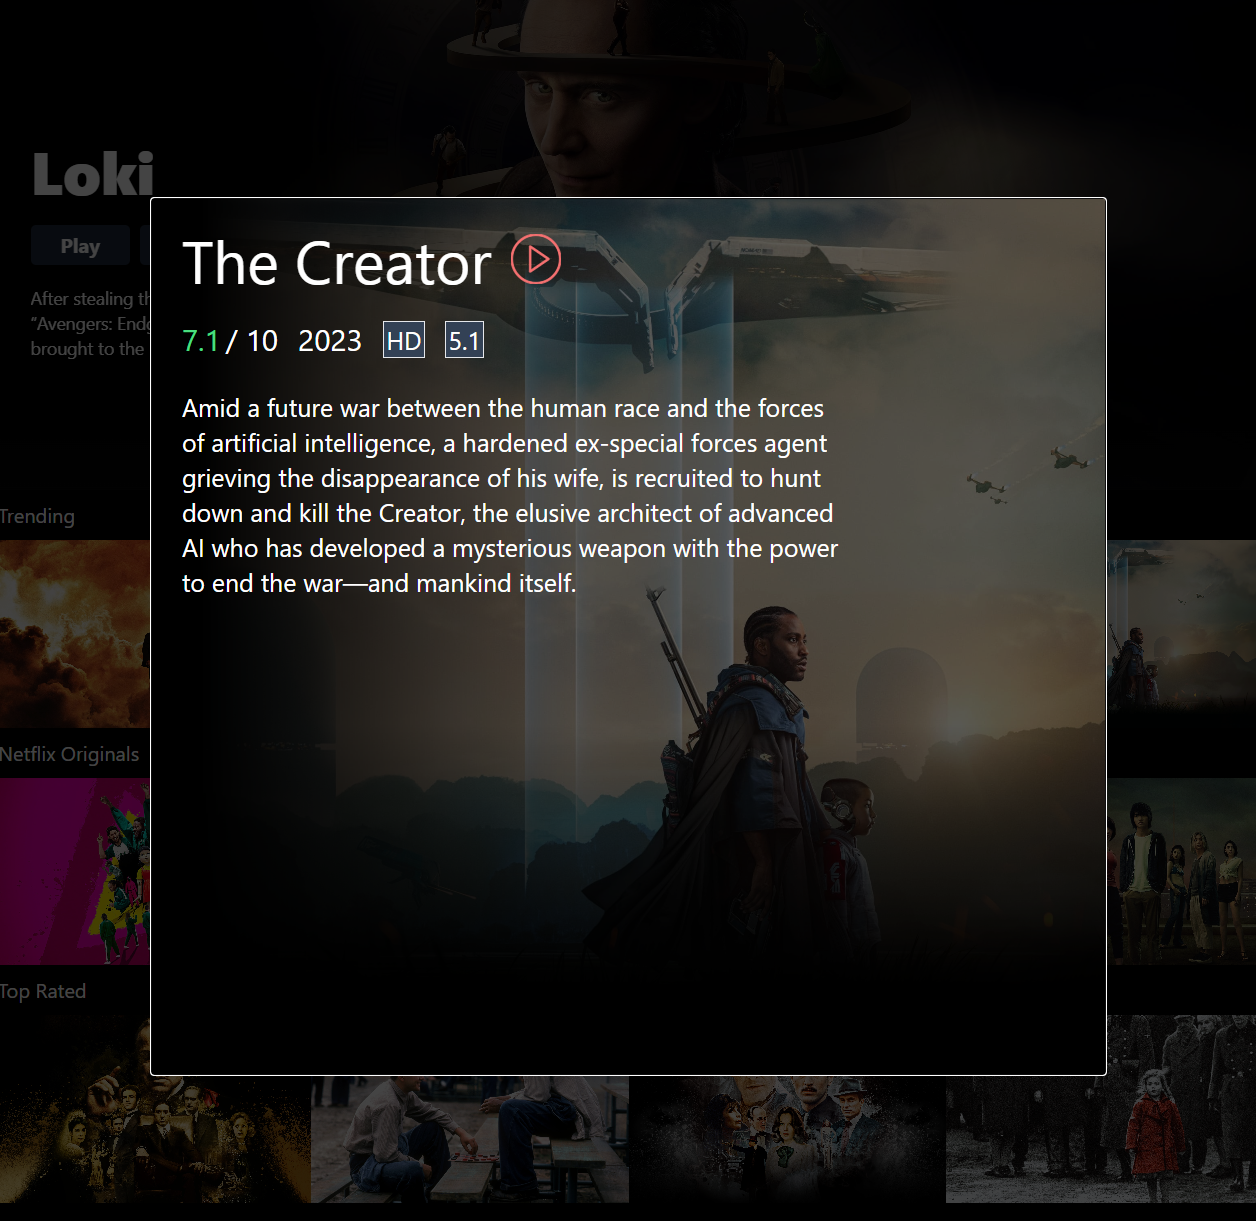 Loki
Play
After stealing th
"Avengers: Endg
brought to the
The Creator
7.1 / 10 2023 HD 5.1
Amid a future war between the human race and the forces
of artificial intelligence, a hardened ex-special forces agent
grieving the disappearance of his wife, is recruited to hunt
down and kill the Creator, the elusive architect of advanced
AI who has developed a mysterious weapon with the power
to end the war—and mankind itself.
Trending
Netflix Originals
Top Rated